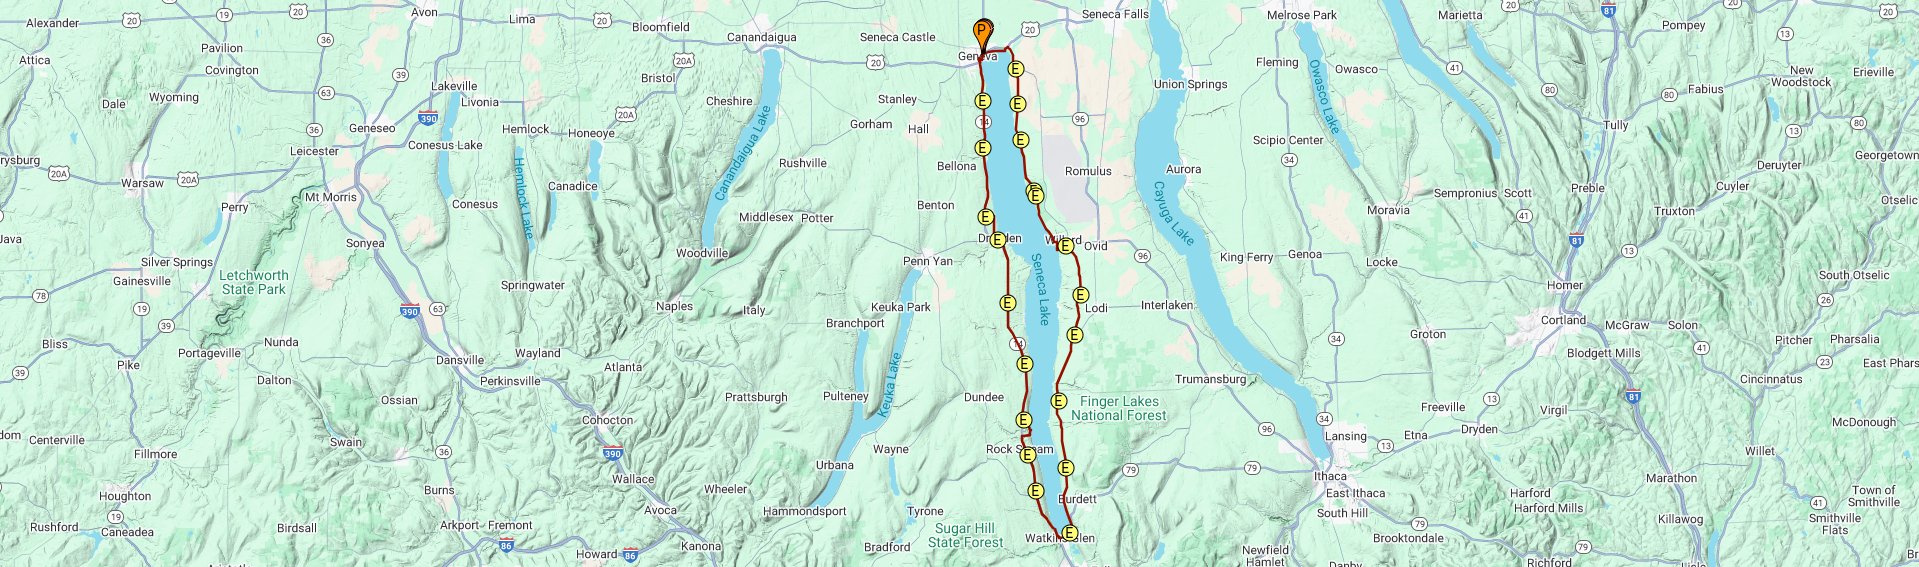 Alexander
20
19
Avon
Lima
20
Bloomfield
20
Canandaigua
Seneca Castle
P
Geneva
20
Seneca Falls
Melrose Park
Marietta
20
81
Pompey
20
Attica
Pavilion
Covington
36
39
20A
Bristol
20
E
Union Springs
Fleming
Owasco
41
New
Woodstock
Erieville
Dale
Wyoming
63
Lakeville
Livonia
Cheshire
Stanley
E
E
80
80
Fabius
390
20A
Gorham
Hall
14
96
Owasco Lake
Tully
13
80
36
Geneseo
Hemlock
Honeoye
Canandaigua Lake
E
Scipio Center
Leicester
Conesus Lake
E
34
Georgetown
rysburg
20A
Warsaw
20A
Rushville
Bellona
Romulus
Aurora
Deruyter
Mt Morris
Hemlock Lake
Canadice
E
E
Cayuga Lake
Sempronius
Scott
Preble
Cuyler
Otselic
Perry
Conesus
Middlesex
Potter
Benton
E
Moravia
41
Truxton
Java
Sonyea
Dresden
E
Willard
E
Ovid
81
Silver Springs
Woodville
Penn Yan
Seneca Lake
96
King Ferry
Genoa
Locke
13
Gainesville
Letchworth
State Park
Springwater
South Otselic
78
19
390
63
Naples
Italy
Keuka Park
E
E
Lodi
Interlaken
Homer
26
39
Branchport
14
E
Groton
Cortland
McGraw
Solon
Bliss
Nunda
Portageville
Dansville
Wayland
Keuka Lake
E
34
Blodgett Mills
41
Pitcher
Pharsalia
39
Pike
Atlanta
23
East Phars
Dalton
Perkinsville
Trumansburg
Cincinnatus
81
Ossian
Prattsburgh
Pulteney
Dundee
E
Finger Lakes
National Forest
13
Freeville
Virgil
Cohocton
E
34
McDonough
dom
Centerville
Swain
96
Lansing
Etna
Dryden
13
Fillmore
36
390
Wayne
Rock Stream
E
Willet
Urbana
E
79
79
Ithaca
Marathon
Burns
Wallace
Wheeler
E
Burdett
East Ithaca
Harford
Houghton
Hammondsport
South Hill
Harford Mills
41
Town of
Smithville
19
Avoca
Tyrone
79
Killawog
Smithville
Flats
Rushford
Caneadea
Birdsall
Arkport
Fremont
Sugar Hill
State Forest
E
Watkins Glen
Brooktondale
86
Howard
86
Kanona
Bradford
Newfield
Hamlet
79
Richford
Danby
Lisle
Br